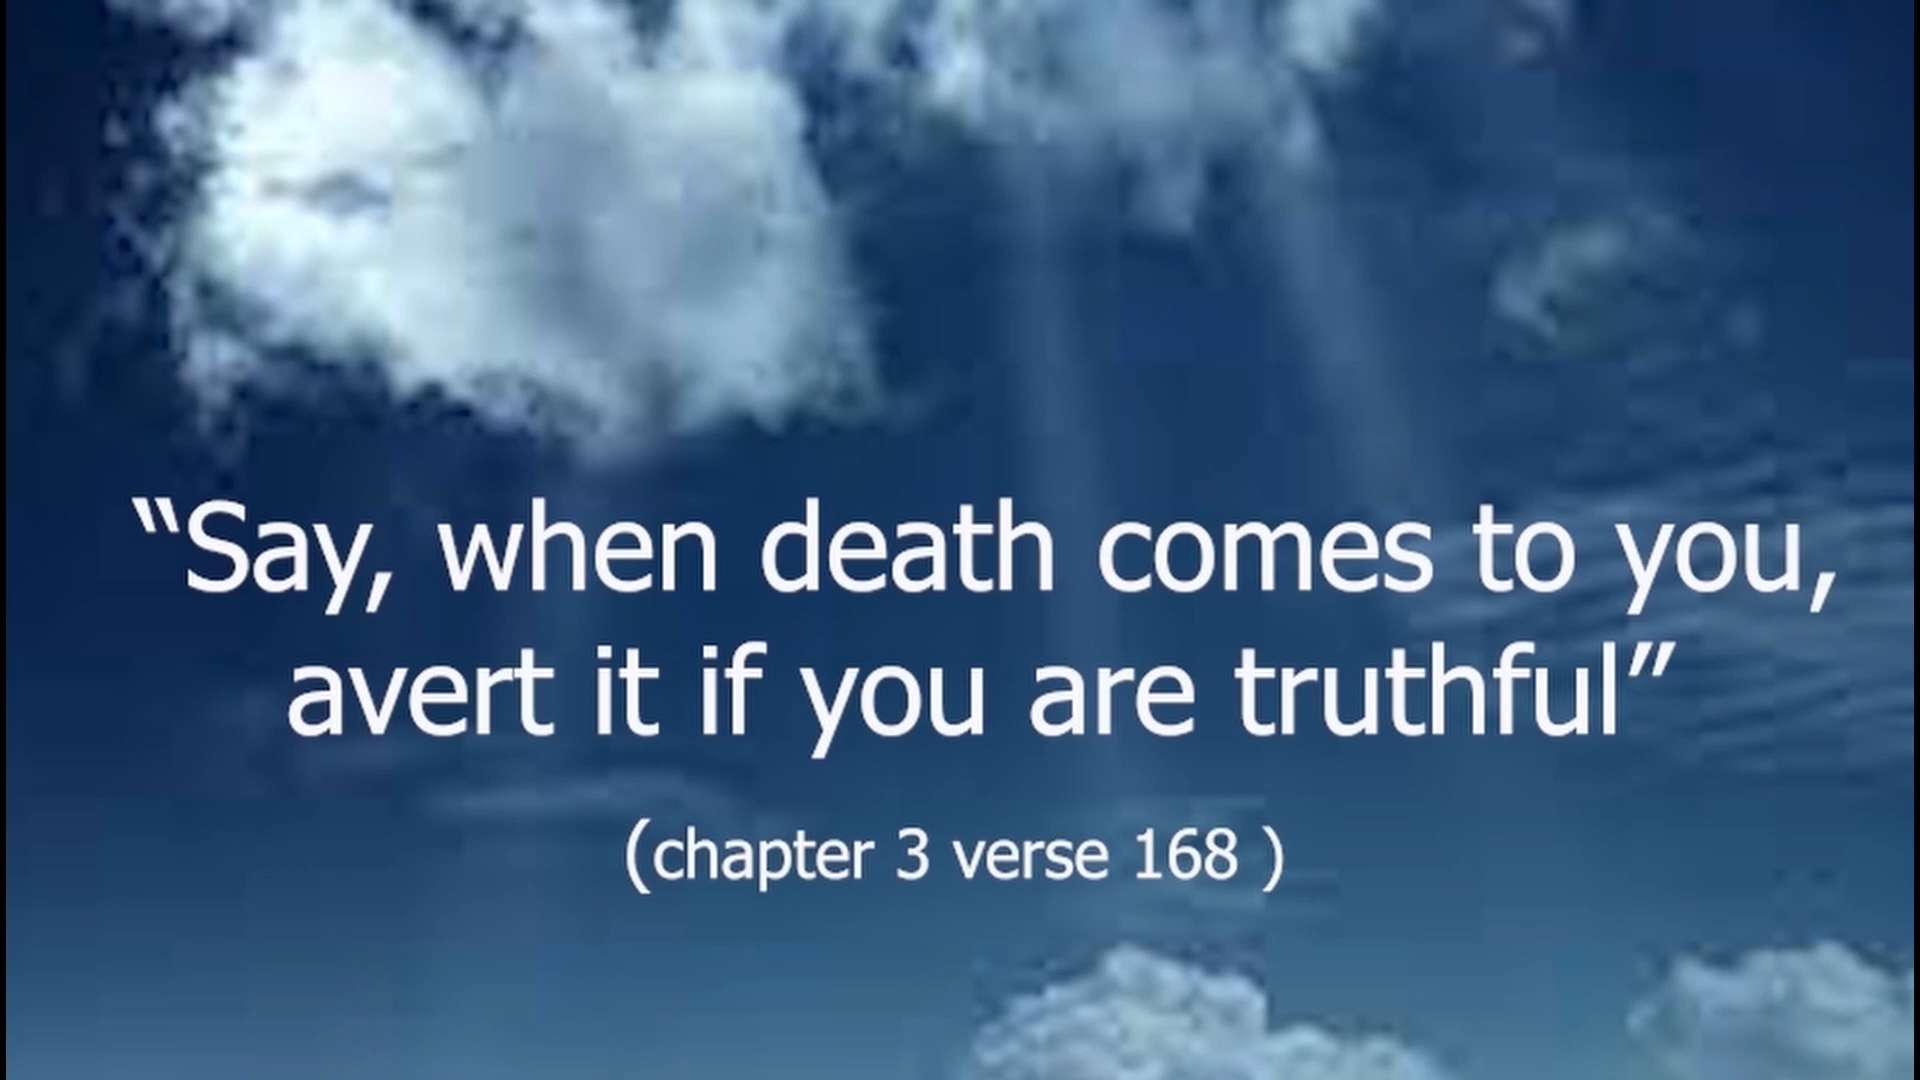 “Say, when death comes to you,
avert it if you are truthful”
(chapter 3 verse 168 )